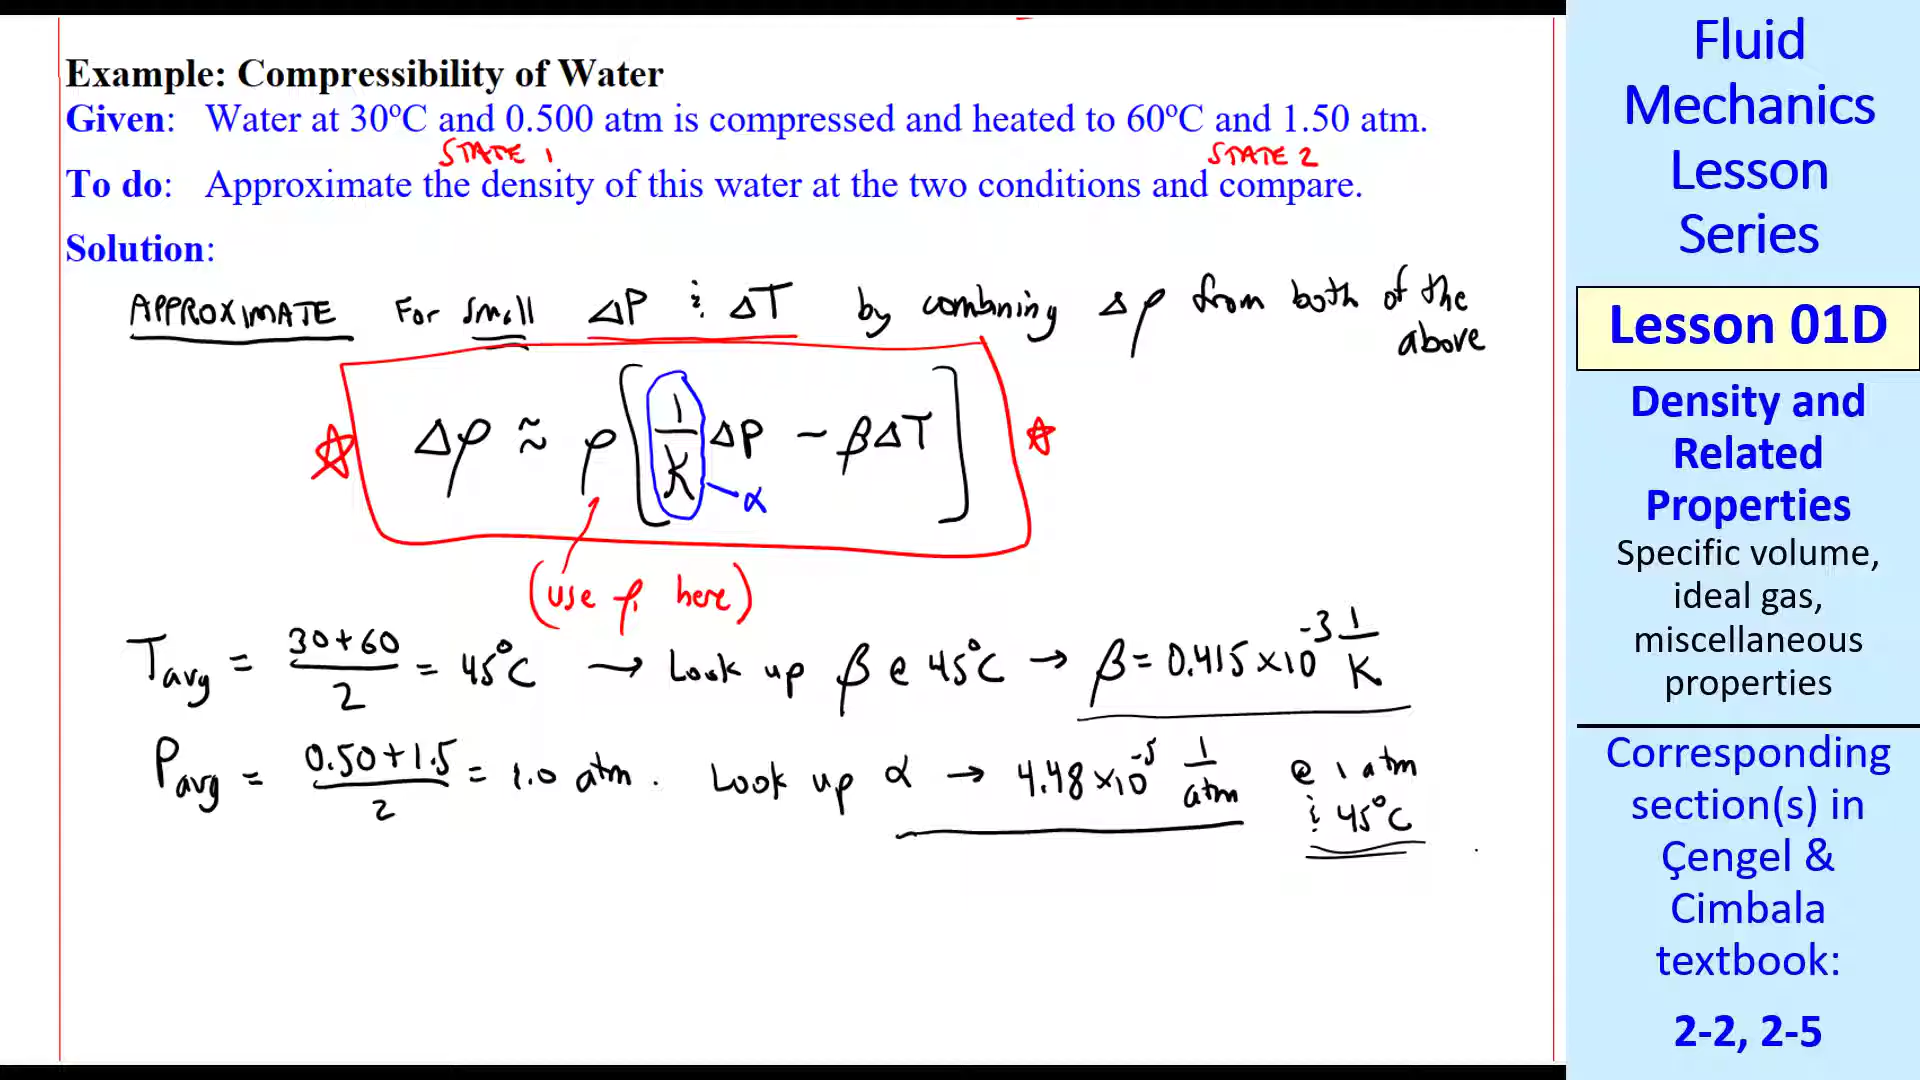 Example: Compressibility of Water
Given: Water at 30ºC and 0.500 atm is compressed and heated to 60ºC and 1.50 atm.
STATE 1 STATE 2
To do: Approximate the density of this water at the two conditions and compare.
Solution:
APPROXIMATE For small ΔP & ΔT by combining Δρ from both of the above
Δρ ≈ ρ[1/K ΔP - βΔT]
α
(use ρ₁ here)
Tavg = (30+60)/2 = 45°C → Look up β @ 45°C → β = 0.415×10⁻³ 1/K
Pavg = (0.50+1.5)/2 = 1.0 atm. Look up α → 4.48×10⁻⁵ 1/atm @ 1 atm
& 45°C
Fluid
Mechanics
Lesson
Series
Lesson 01D
Density and
Related
Properties
Specific volume,
ideal gas,
miscellaneous
properties
Corresponding
section(s) in
Çengel &
Cimbala
textbook:
2-2, 2-5